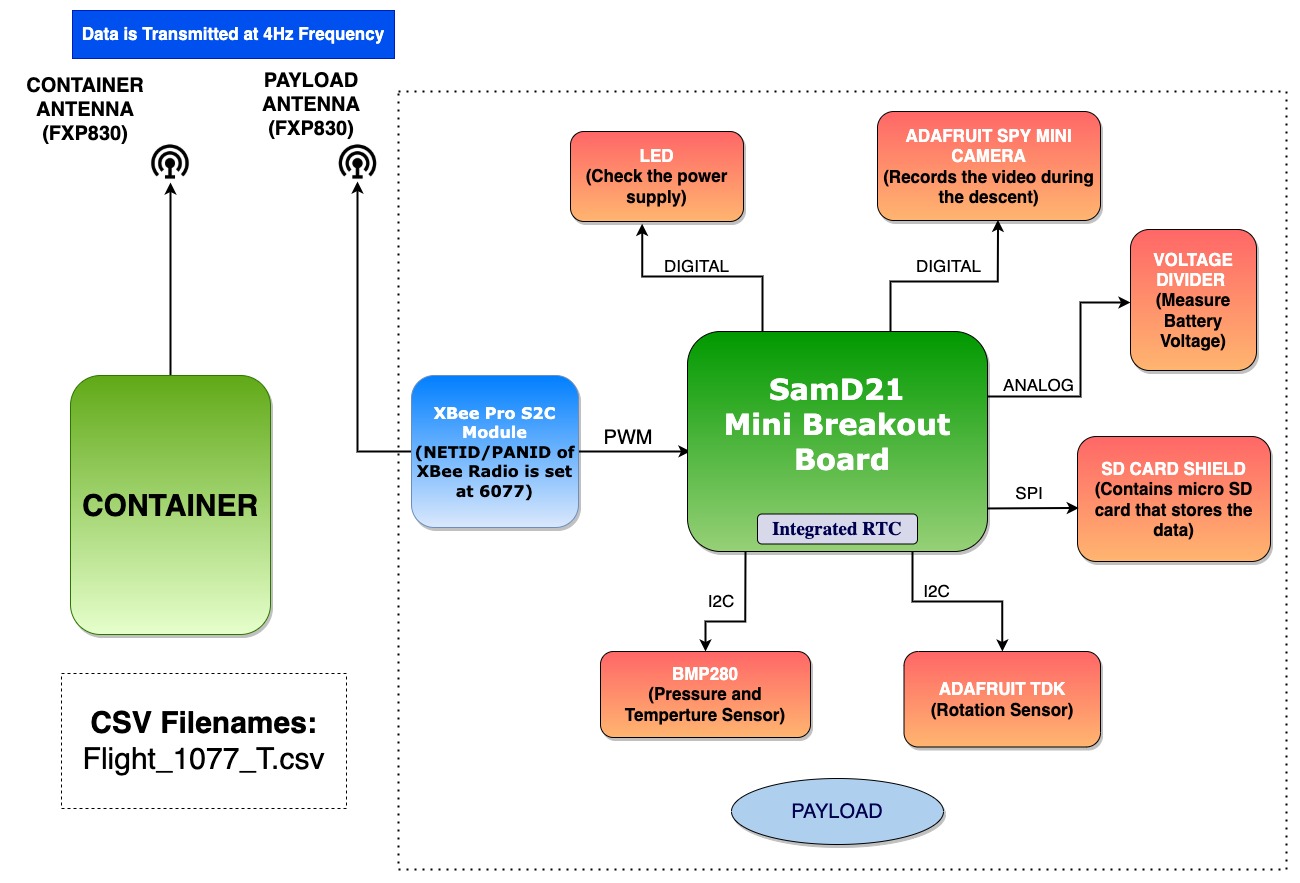 Data is Transmitted at 4Hz Frequency
CONTAINER
ANTENNA
(FXP830)
PAYLOAD
ANTENNA
(FXP830)
LED
(Check the power
supply)
ADAFRUIT SPY MINI
CAMERA
(Records the video during
the descent)
DIGITAL
DIGITAL
VOLTAGE
DIVIDER
(Measure
Battery
Voltage)
ANALOG
XBee Pro S2C
Module
(NETID/PANID of
XBee Radio is set
at 6077)
PWM
SamD21
Mini Breakout
Board
Integrated RTC
SPI
SD CARD SHIELD
(Contains micro SD
card that stores the
data)
CONTAINER
I2C
I2C
BMP280
(Pressure and
Temperture Sensor)
ADAFRUIT TDK
(Rotation Sensor)
CSV Filenames:
Flight_1077_T.csv
PAYLOAD